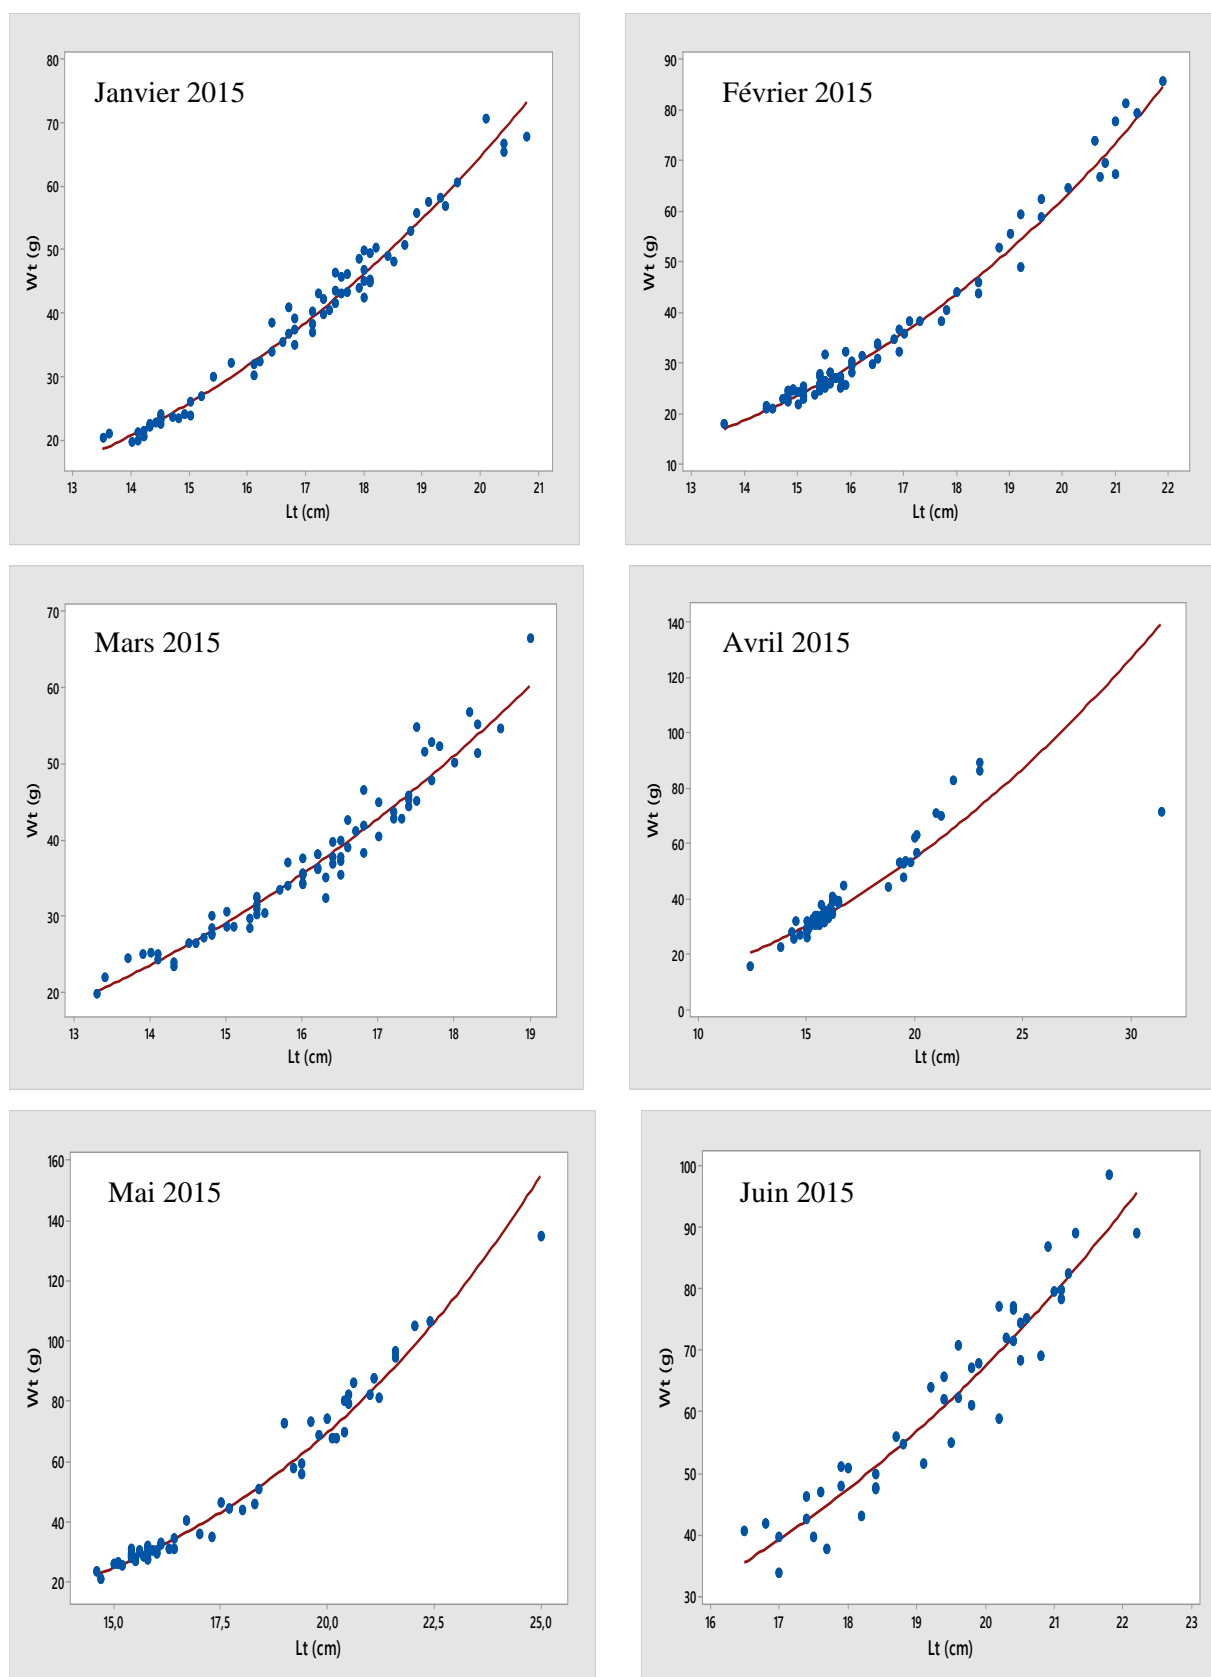 Janvier 2015
Wt (g)
80
70
60
50
40
30
20
13 14 15 16 17 18 19 20 21
Lt (cm)
Février 2015
Wt (g)
90
80
70
60
50
40
30
20
10
13 14 15 16 17 18 19 20 21 22
Lt (cm)
Mars 2015
Wt (g)
70
60
50
40
30
20
13 14 15 16 17 18 19
Lt (cm)
Avril 2015
Wt (g)
140
120
100
80
60
40
20
0
10 15 20 25 30
Lt (cm)
Mai 2015
Wt (g)
160
140
120
100
80
60
40
20
15,0 17,5 20,0 22,5 25,0
Lt (cm)
Juin 2015
Wt (g)
100
90
80
70
60
50
40
30
16 17 18 19 20 21 22 23
Lt (cm)